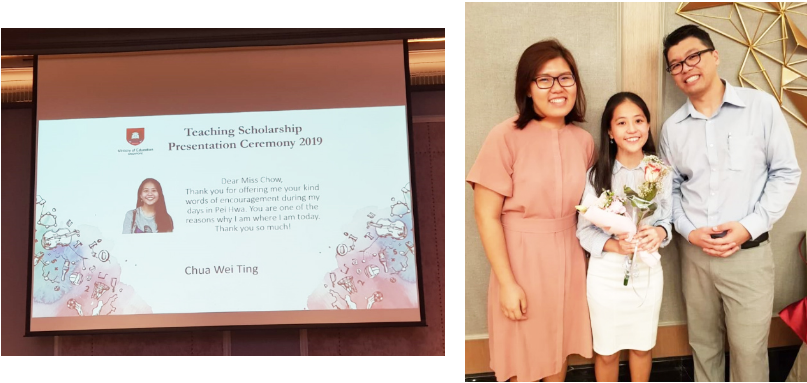 Ministry of Education
Teaching Scholarship
Presentation Ceremony 2019
Dear Miss Chow,
Thank you for offering me your kind
words of encouragement during my
days in Pei Hwa. You are one of the
reasons why I am where I am today.
Thank you so much!
Chua Wei Ting